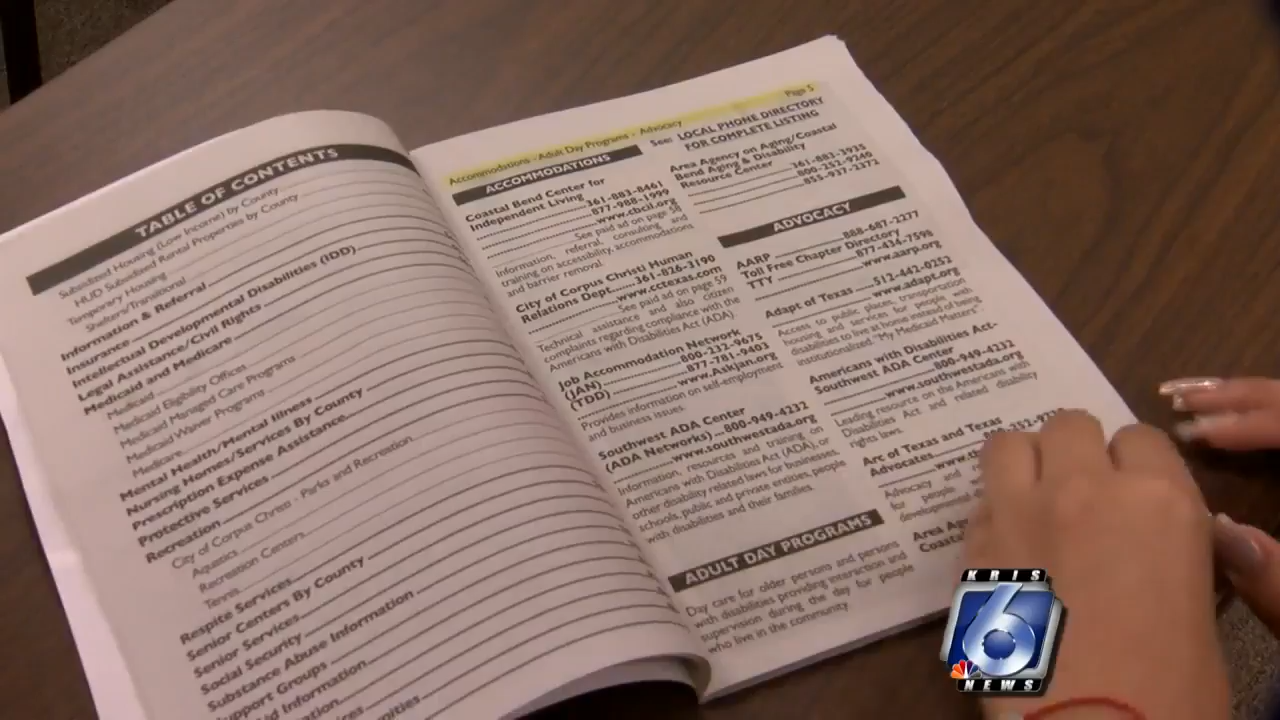 TABLE OF CONTENTS
Subsidized Housing (Low Income) by County
HUD Subsidized Rental Properties by County
Temporary Housing
Shelters/Transitional
Information & Referral
Insurance
Intellectual Developmental Disabilities (IDD)
Legal Assistance/Civil Rights
Medicaid and Medicare
Medicaid
Medicaid Eligibility Offices
Medicaid Managed Care Programs
Medicaid Waiver Programs
Medicare
Mental Health/Mental Illness
Nursing Homes/Services By County
Prescription Expense Assistance
Protective Services
Recreation
City of Corpus Christi - Parks and Recreation
Aquatics
Recreation Centers
Tennis
Respite Services
Senior Centers By County
Senior Services
Social Security
Substance Abuse Information
Support Groups
Information
Accommodations - Adult Day Programs - Advocacy Page 5
ACCOMMODATIONS
Coastal Bend Center for
Independent Living
361-883-8461
877-988-1999
www.cbcil.org
See paid ad on page 58
Information, referral, consulting, and
training on accessibility, accommodations
and barrier removal.
City of Corpus Christi Human
Relations Dept.....361-826-3190
www.cctexas.com
See paid ad on page 59
Technical assistance and also citizen
complaints regarding compliance with the
Americans with Disabilities Act (ADA).
Job Accommodation Network
(JAN)..........800-232-9675
(TDD)..........877-781-9403
www.Askjan.org
Provides information on self-employment
and business issues.
Southwest ADA Center
(ADA Networks)...800-949-4232
www.southwestada.org
Information, resources and training on
Americans with Disabilities Act (ADA), or
other disability related laws for businesses,
schools, public and private entities, people
with disabilities and their families.
ADULT DAY PROGRAMS
Day care for older persons and persons
with disabilities providing interaction and
supervision during the day for people
who live in the community.
See: LOCAL PHONE DIRECTORY
FOR COMPLETE LISTING
Area Agency on Aging/Coastal
Bend Aging & Disability
Resource Center ....361-883-3935
800-252-9240
855-937-2372
ADVOCACY
AARP..........888-687-2277
Toll Free Chapter Directory
TTY..........877-434-7598
www.aarp.org
Adapt of Texas.....512-442-0252
www.adapt.org
Access to public places, transportation
housing and services for people with
disabilities to live at home instead of being
institutionalized. "My Medicaid Matters".
Americans with Disabilities Act-
Southwest ADA Center
800-949-4232
www.southwestada.org
Leading resource on the Americans with
Disabilities Act and related disability
rights laws.
Arc of Texas and Texas
Advocates
Advocacy and
for people
KRIS
6
NEWS